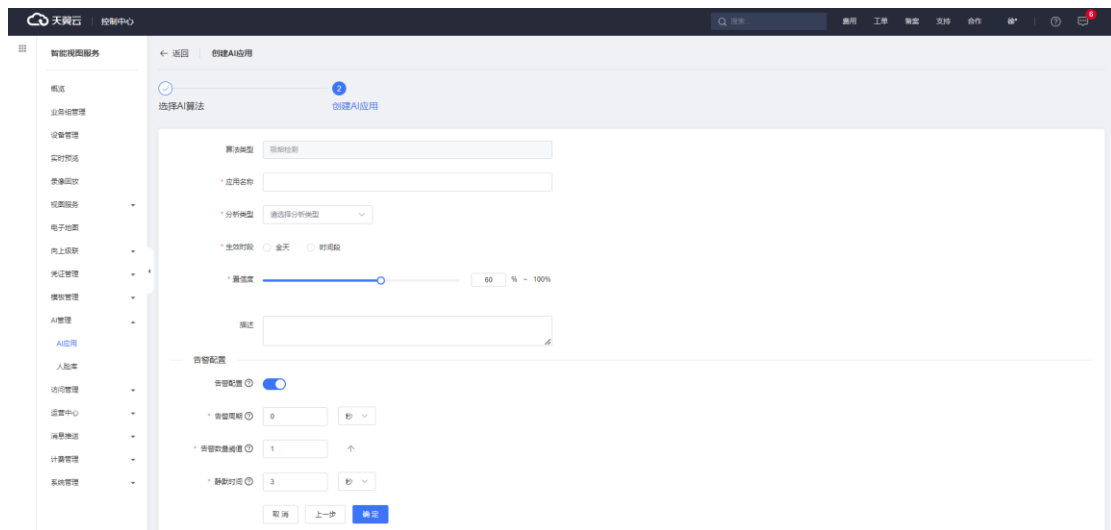 天翼云 控制中心 搜索... 费用 工单 备案 支持 合作 徐* 6
智能视图服务 返回 创建AI应用
2
选择AI算法 创建AI应用
概览
业务组管理
设备管理
实时预览
录像回放
视图服务
电子地图
向上级联
凭证管理
模板管理
AI管理
AI应用
人脸库
访问管理
运营中心
消息推送
计费管理
系统管理
算法类型 吸烟检测
* 应用名称
* 分析类型 请选择分析类型
* 生效时段 全天 时间段
* 置信度 60 % ~ 100%
描述
告警配置
告警配置
* 告警周期 0 秒
* 告警数量阈值 1 个
* 静默时间 3 秒
取消 上一步 确定